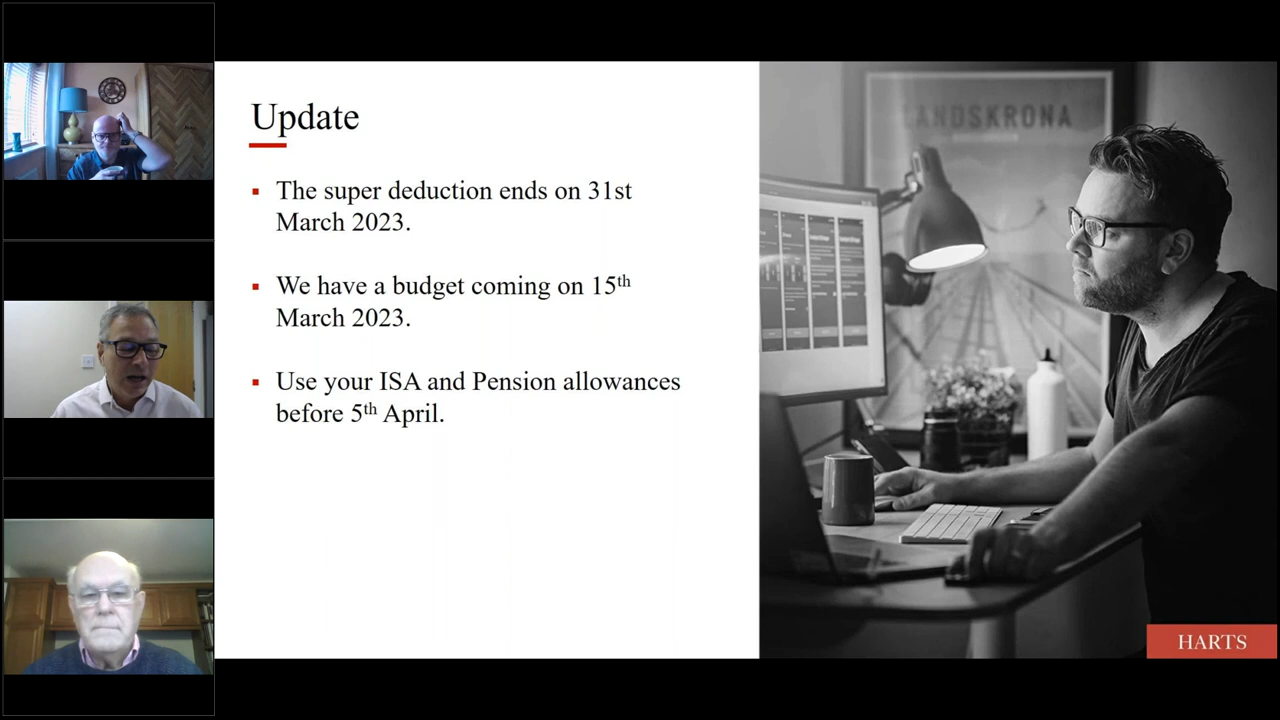 Update
▪ The super deduction ends on 31st
March 2023.
▪ We have a budget coming on 15th
March 2023.
▪ Use your ISA and Pension allowances
before 5th April.
LANDSKRONA
HARTS